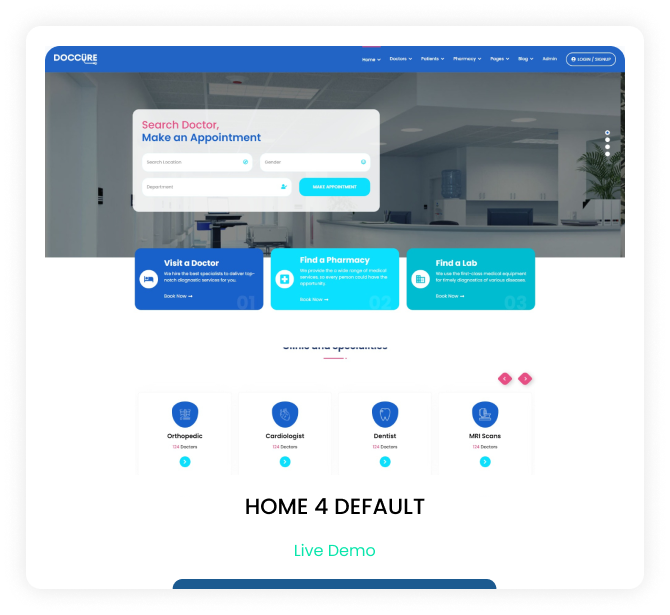 DOCCURE
Home Doctors Patients Pharmacy Pages Blog Admin LOGIN / SIGNUP
Search Doctor,
Make an Appointment
Search Location
Gender
Department
MAKE APPOINTMENT
Visit a Doctor
We hire the best specialists to deliver top-
notch diagnostic services for you.
Book Now →
01
Find a Pharmacy
We provide the a wide range of medical
services, so every person could have the
opportunity.
Book Now →
02
Find a Lab
We use the first-class medical equipment
for timely diagnostics of various diseases.
Book Now →
03
Clinic and Specialities
Orthopedic
124 Doctors
Cardiologist
124 Doctors
Dentist
124 Doctors
MRI Scans
124 Doctors
HOME 4 DEFAULT
Live Demo